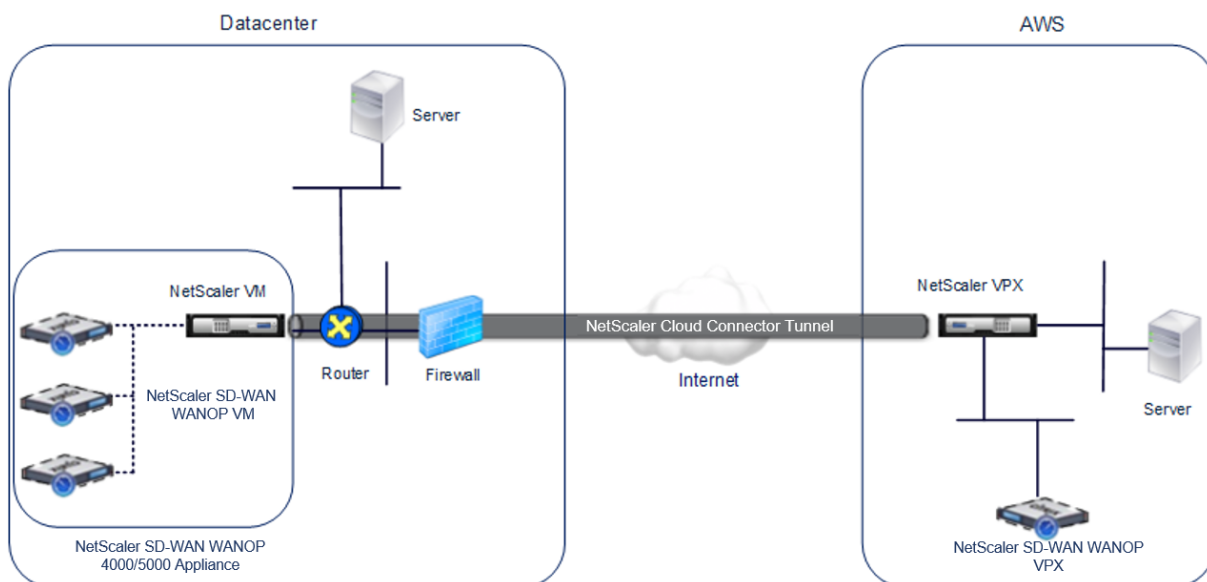 Datacenter
AWS
Server
NetScaler VM
NetScaler VPX
NetScaler Cloud Connector Tunnel
Router
Firewall
Internet
NetScaler SD-WAN
WANOP VM
Server
NetScaler SD-WAN WANOP
4000/5000 Appliance
NetScaler SD-WAN WANOP
VPX